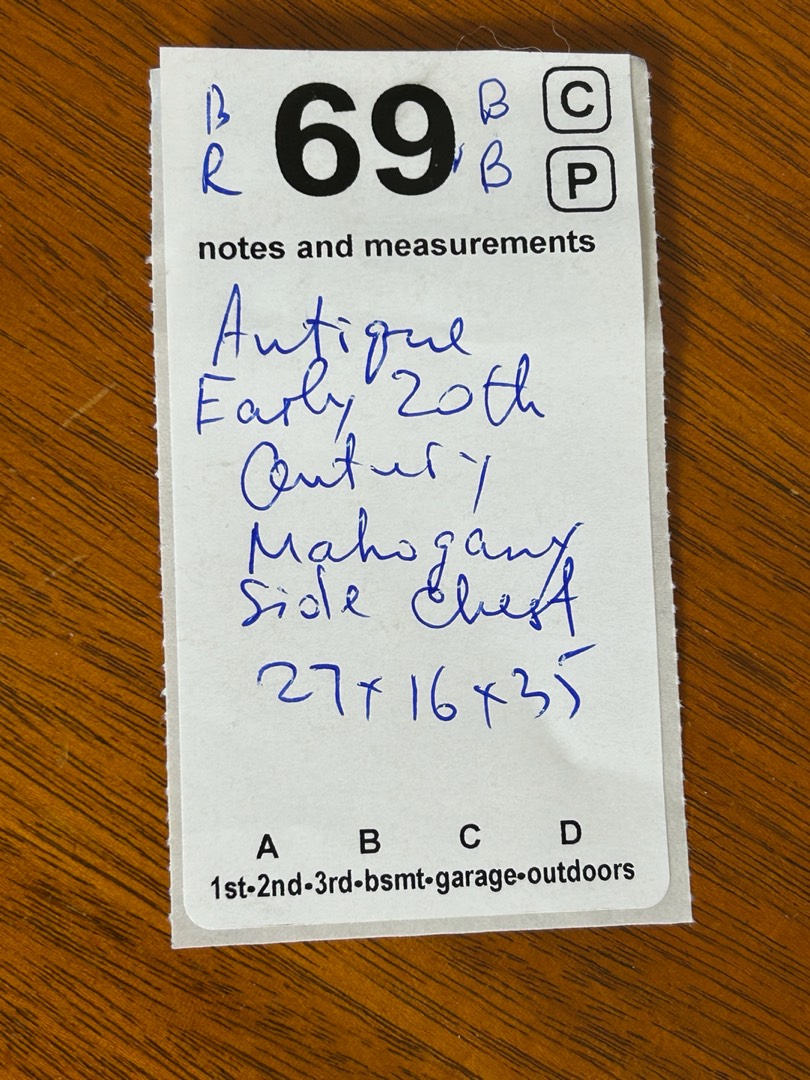 B 69 B C
R B P
notes and measurements
Antique
Early 20th
Century
Mahogany
Side Chest
27 x 16 x 35
A B C D
1st•2nd•3rd•bsmt•garage•outdoors